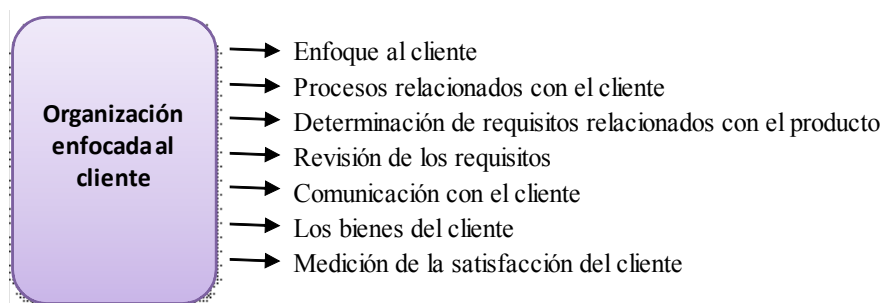 Organización
enfocada al
cliente
Enfoque al cliente
Procesos relacionados con el cliente
Determinación de requisitos relacionados con el producto
Revisión de los requisitos
Comunicación con el cliente
Los bienes del cliente
Medición de la satisfacción del cliente